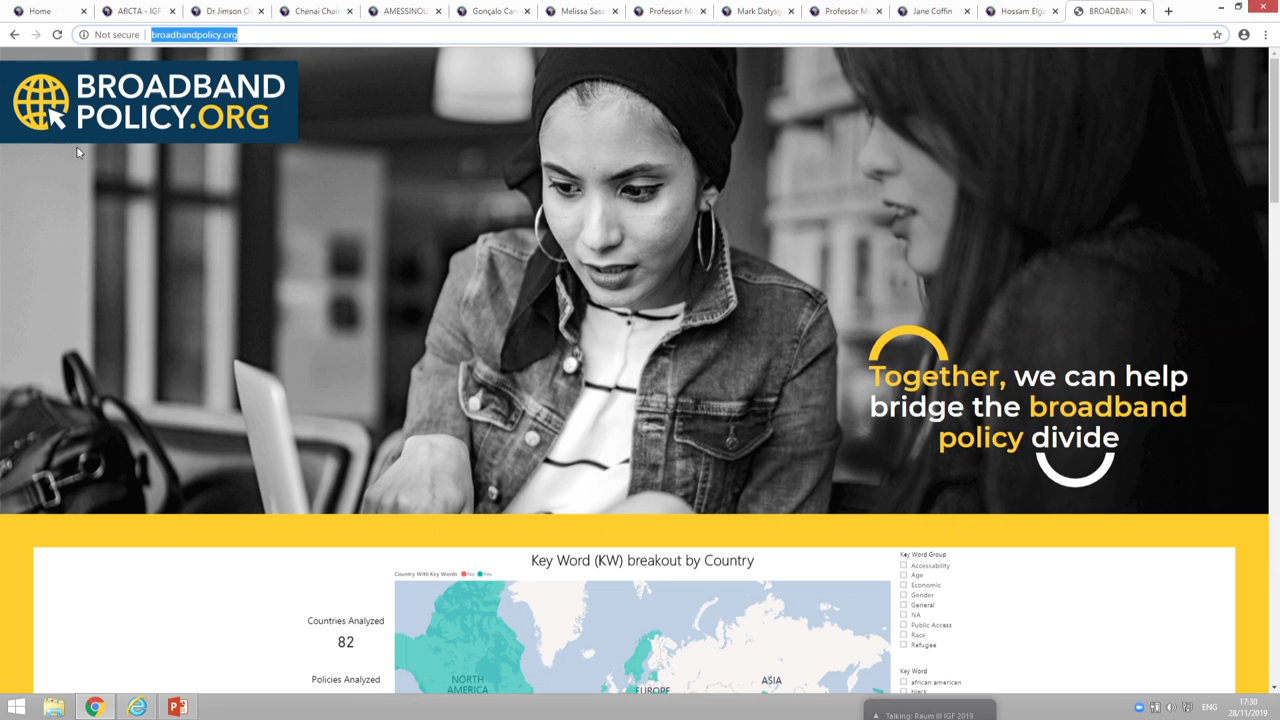 Home
AfICTA - IGF
Dr.Jimson O
Chenai Chair
AMESSINOU
Gonçalo Car
Melissa Sass
Professor M
Mark Datysg
Professor M
Jane Coffin
Hossam Elga
BROADBAN
Not secure
broadbandpolicy.org
BROADBAND
POLICY.ORG
Together, we can help
bridge the broadband
policy divide
Key Word (KW) breakout by Country
Country With Key Words No Yes
Countries Analyzed
82
Policies Analyzed
NORTH
AMERICA
EUROPE
ASIA
Key Word Group
Accessability
Age
Economic
Gender
General
NA
Public Access
Race
Refugee
Key Word
african american
black
Talking: Raum III IGF 2019
ENG
17:30
28/11/2019